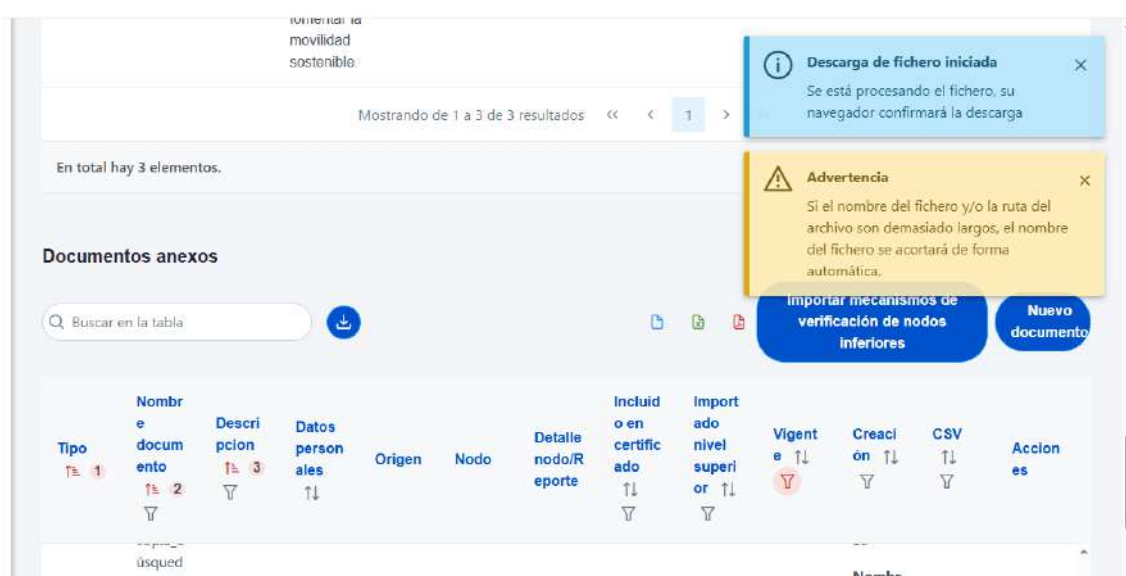 fomentar la
movilidad
sostenible.
Descarga de fichero iniciada
Se está procesando el fichero, su
navegador confirmará la descarga
Mostrando de 1 a 3 de 3 resultados « ‹ 1 ›
En total hay 3 elementos.
Advertencia
Si el nombre del fichero y/o la ruta del
archivo son demasiado largos, el nombre
del fichero se acortará de forma
automática.
Documentos anexos
Buscar en la tabla
Importar mecanismos de
verificación de nodos
inferiores
Nuevo
documento
Tipo
1
Nombr
e
docum
ento
2
Descri
pcion
3
Datos
person
ales
Origen
Nodo
Detalle
nodo/R
eporte
Incluid
o en
certific
ado
Import
ado
nivel
superi
or
Vigent
e
Creaci
ón
CSV
Accion
es
úsqued
Nombr